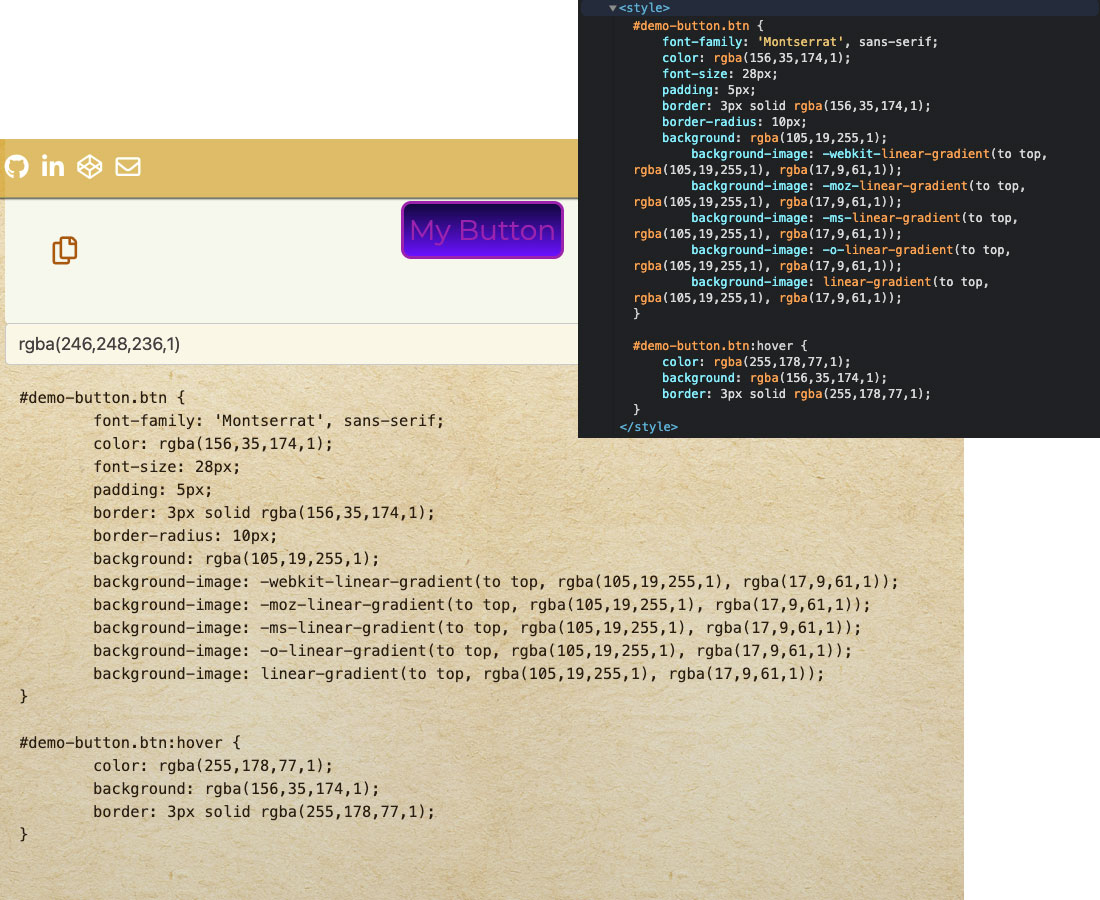 <style>
#demo-button.btn {
font-family: 'Montserrat', sans-serif;
color: rgba(156,35,174,1);
font-size: 28px;
padding: 5px;
border: 3px solid rgba(156,35,174,1);
border-radius: 10px;
background: rgba(105,19,255,1);
background-image: -webkit-linear-gradient(to top,
rgba(105,19,255,1), rgba(17,9,61,1));
background-image: -moz-linear-gradient(to top,
rgba(105,19,255,1), rgba(17,9,61,1));
background-image: -ms-linear-gradient(to top,
rgba(105,19,255,1), rgba(17,9,61,1));
background-image: -o-linear-gradient(to top,
rgba(105,19,255,1), rgba(17,9,61,1));
background-image: linear-gradient(to top,
rgba(105,19,255,1), rgba(17,9,61,1));
}
#demo-button.btn:hover {
color: rgba(255,178,77,1);
background: rgba(156,35,174,1);
border: 3px solid rgba(255,178,77,1);
}
</style>
in
My Button
rgba(246,248,236,1)
#demo-button.btn {
font-family: 'Montserrat', sans-serif;
color: rgba(156,35,174,1);
font-size: 28px;
padding: 5px;
border: 3px solid rgba(156,35,174,1);
border-radius: 10px;
background: rgba(105,19,255,1);
background-image: -webkit-linear-gradient(to top, rgba(105,19,255,1), rgba(17,9,61,1));
background-image: -moz-linear-gradient(to top, rgba(105,19,255,1), rgba(17,9,61,1));
background-image: -ms-linear-gradient(to top, rgba(105,19,255,1), rgba(17,9,61,1));
background-image: -o-linear-gradient(to top, rgba(105,19,255,1), rgba(17,9,61,1));
background-image: linear-gradient(to top, rgba(105,19,255,1), rgba(17,9,61,1));
}
#demo-button.btn:hover {
color: rgba(255,178,77,1);
background: rgba(156,35,174,1);
border: 3px solid rgba(255,178,77,1);
}